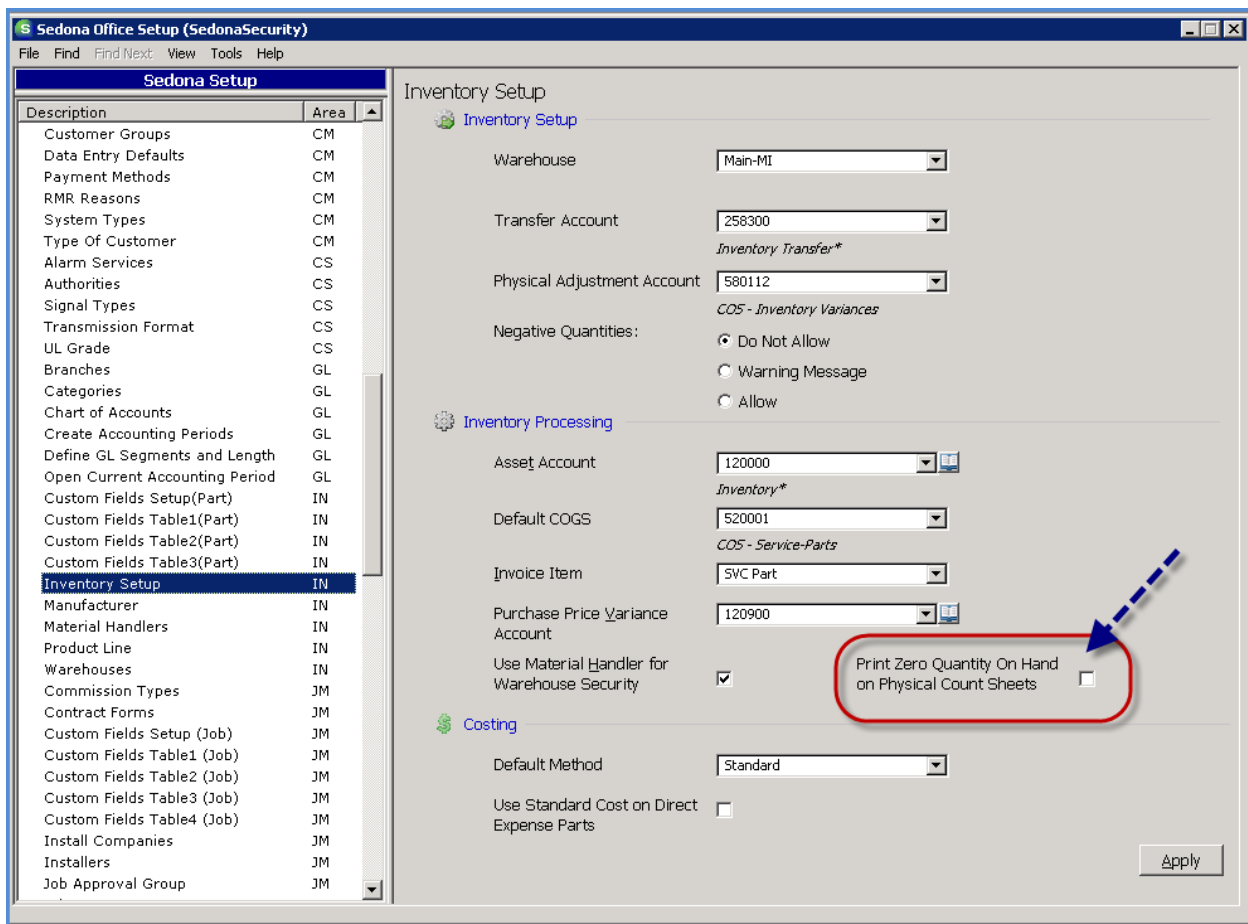 Sedona Office Setup (SedonaSecurity)
File Find Find Next View Tools Help
Sedona Setup
Description Area
Customer Groups CM
Data Entry Defaults CM
Payment Methods CM
RMR Reasons CM
System Types CM
Type Of Customer CM
Alarm Services CS
Authorities CS
Signal Types CS
Transmission Format CS
UL Grade CS
Branches GL
Categories GL
Chart of Accounts GL
Create Accounting Periods GL
Define GL Segments and Length GL
Open Current Accounting Period GL
Custom Fields Setup(Part) IN
Custom Fields Table1(Part) IN
Custom Fields Table2(Part) IN
Custom Fields Table3(Part) IN
Inventory Setup IN
Manufacturer IN
Material Handlers IN
Product Line IN
Warehouses IN
Commission Types JM
Contract Forms JM
Custom Fields Setup (Job) JM
Custom Fields Table1 (Job) JM
Custom Fields Table2 (Job) JM
Custom Fields Table3 (Job) JM
Custom Fields Table4 (Job) JM
Install Companies JM
Installers JM
Job Approval Group JM
Inventory Setup
Inventory Setup
Warehouse Main-MI
Transfer Account 258300
Inventory Transfer*
Physical Adjustment Account 580112
COS - Inventory Variances
Negative Quantities:
Do Not Allow
Warning Message
Allow
Inventory Processing
Asset Account 120000
Inventory*
Default COGS 520001
COS - Service-Parts
Invoice Item SVC Part
Purchase Price Variance 120900
Account
Use Material Handler for
Warehouse Security
Print Zero Quantity On Hand
on Physical Count Sheets
Costing
Default Method Standard
Use Standard Cost on Direct
Expense Parts
Apply